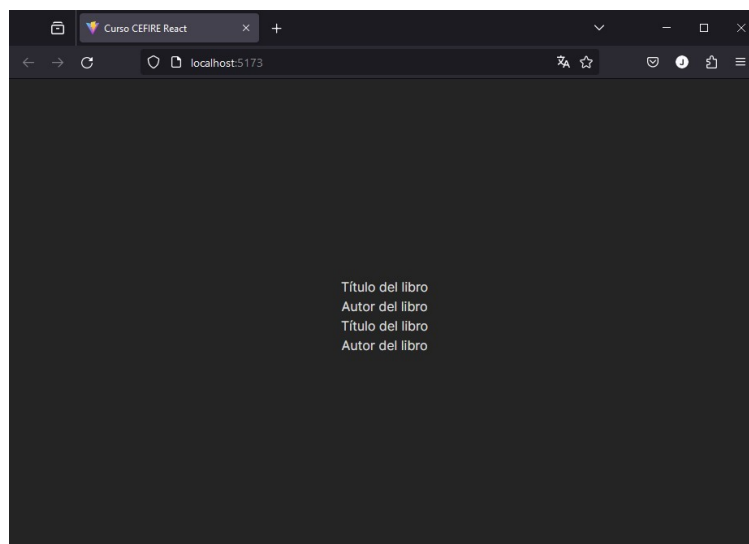 Curso CEFIRE React
localhost:5173
J
Título del libro
Autor del libro
Título del libro
Autor del libro